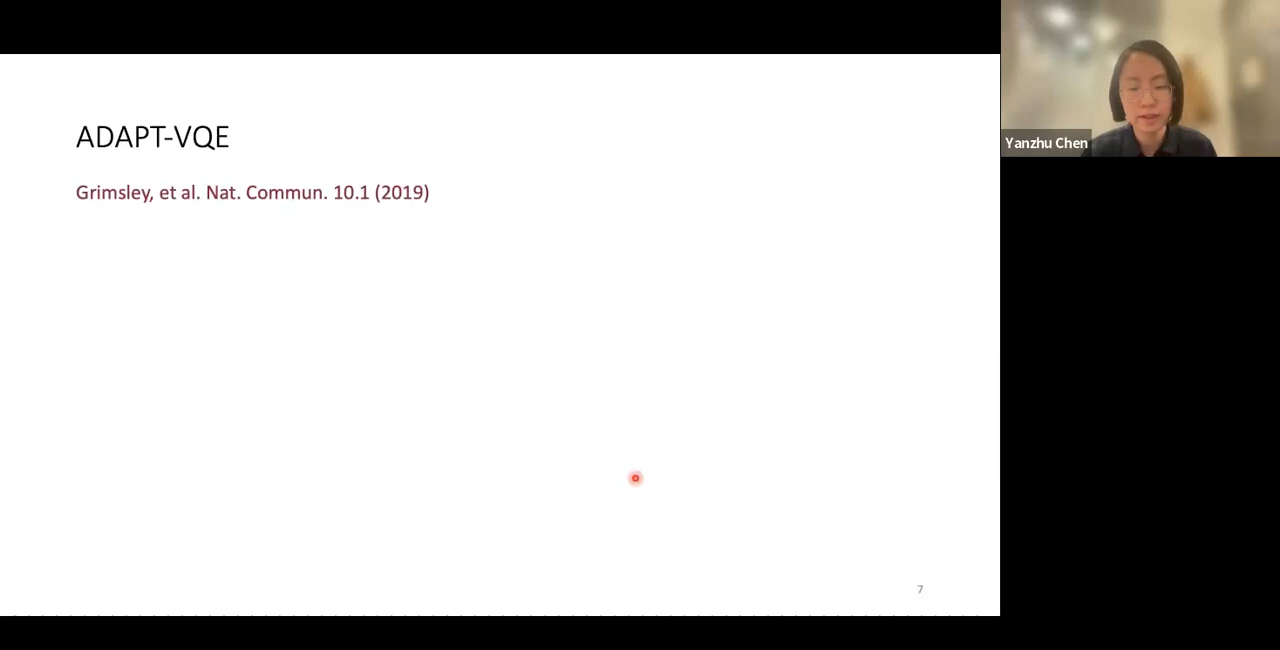 ADAPT-VQE
Grimsley, et al. Nat. Commun. 10.1 (2019)
7
Yanzhu Chen